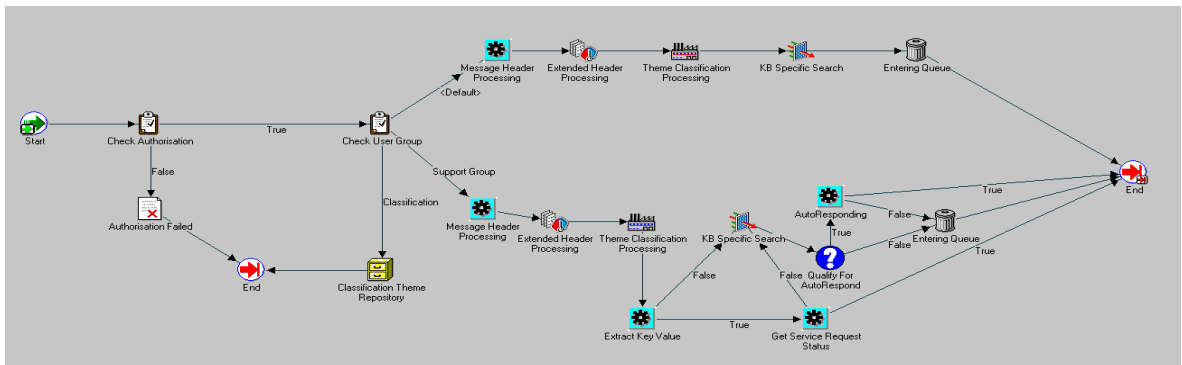 Message Header
Processing
Extended Header
Processing
Theme Classification
Processing
KB Specific Search
Entering Queue
<Default>
Start
Check Authorisation
True
Check User Group
False
Support Group
Classification
Authorisation Failed
End
Classification Theme
Repository
Message Header
Processing
Extended Header
Processing
Theme Classification
Processing
KB Specific Search
False
Extract Key Value
True
False
Get Service Request
Status
AutoResponding
True
False
True
Qualify For
AutoRespond
?
False
Entering Queue
True
End